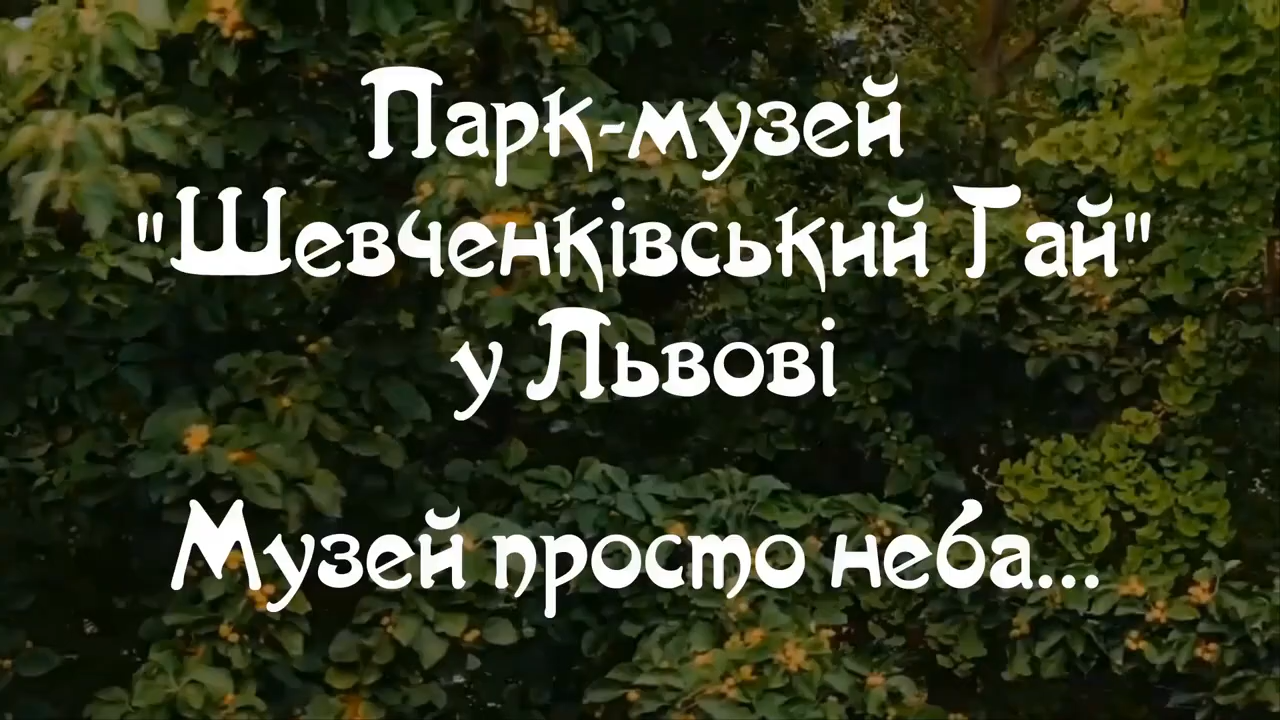 Парк-музей
"Шевченківський Гай"
у Львові
Музей просто неба...